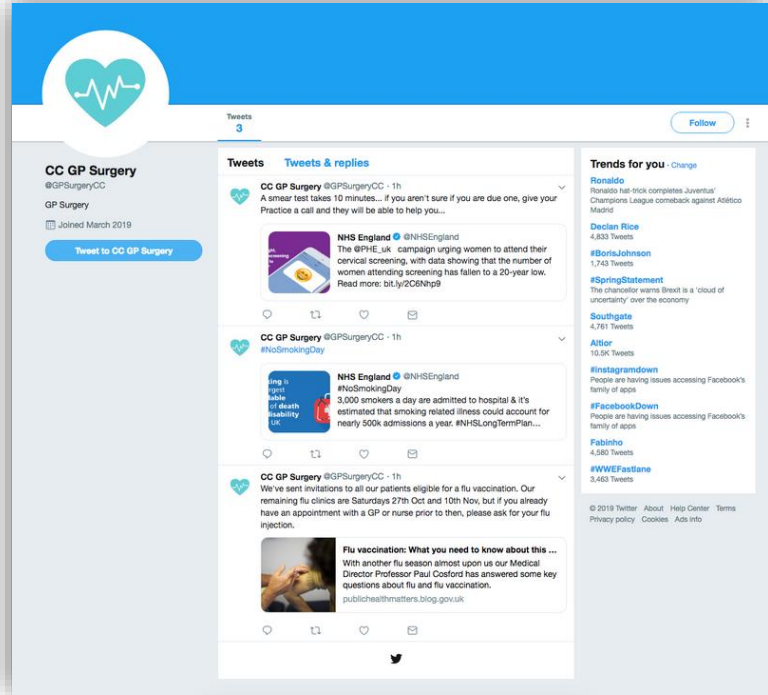 Tweets
3
Follow
CC GP Surgery
@GPSurgeryCC
GP Surgery
Joined March 2019
Tweet to CC GP Surgery
Tweets Tweets & replies
CC GP Surgery @GPSurgeryCC · 1h
A smear test takes 10 minutes... if you aren't sure if you are due one, give your
Practice a call and they will be able to help you...
NHS England @NHSEngland
The @PHE_uk campaign urging women to attend their
cervical screening, with data showing that the number of
women attending screening has fallen to a 20-year low.
Read more: bit.ly/2C6Nhp9
CC GP Surgery @GPSurgeryCC · 1h
#NoSmokingDay
of death
disability
UK
NHS England @NHSEngland
#NoSmokingDay
3,000 smokers a day are admitted to hospital & it's
estimated that smoking related illness could account for
nearly 500k admissions a year. #NHSLongTermPlan...
CC GP Surgery @GPSurgeryCC · 1h
We've sent invitations to all our patients eligible for a flu vaccination. Our
remaining flu clinics are Saturdays 27th Oct and 10th Nov, but if you already
have an appointment with a GP or nurse prior to then, please ask for your flu
injection.
Flu vaccination: What you need to know about this ...
With another flu season almost upon us our Medical
Director Professor Paul Cosford has answered some key
questions about flu and flu vaccination.
publichealthmatters.blog.gov.uk
Trends for you · Change
Ronaldo
Ronaldo hat-trick completes Juventus'
Champions League comeback against Atlético
Madrid
Declan Rice
4,833 Tweets
#BorisJohnson
1,743 Tweets
#SpringStatement
The chancellor warns Brexit is a 'cloud of
uncertainty' over the economy
Southgate
4,761 Tweets
Altior
10.5K Tweets
#instagramdown
People are having issues accessing Facebook's
family of apps
#FacebookDown
People are having issues accessing Facebook's
family of apps
Fabinho
4,580 Tweets
#WWEFastlane
3,463 Tweets
© 2019 Twitter About Help Center Terms
Privacy policy Cookies Ads info